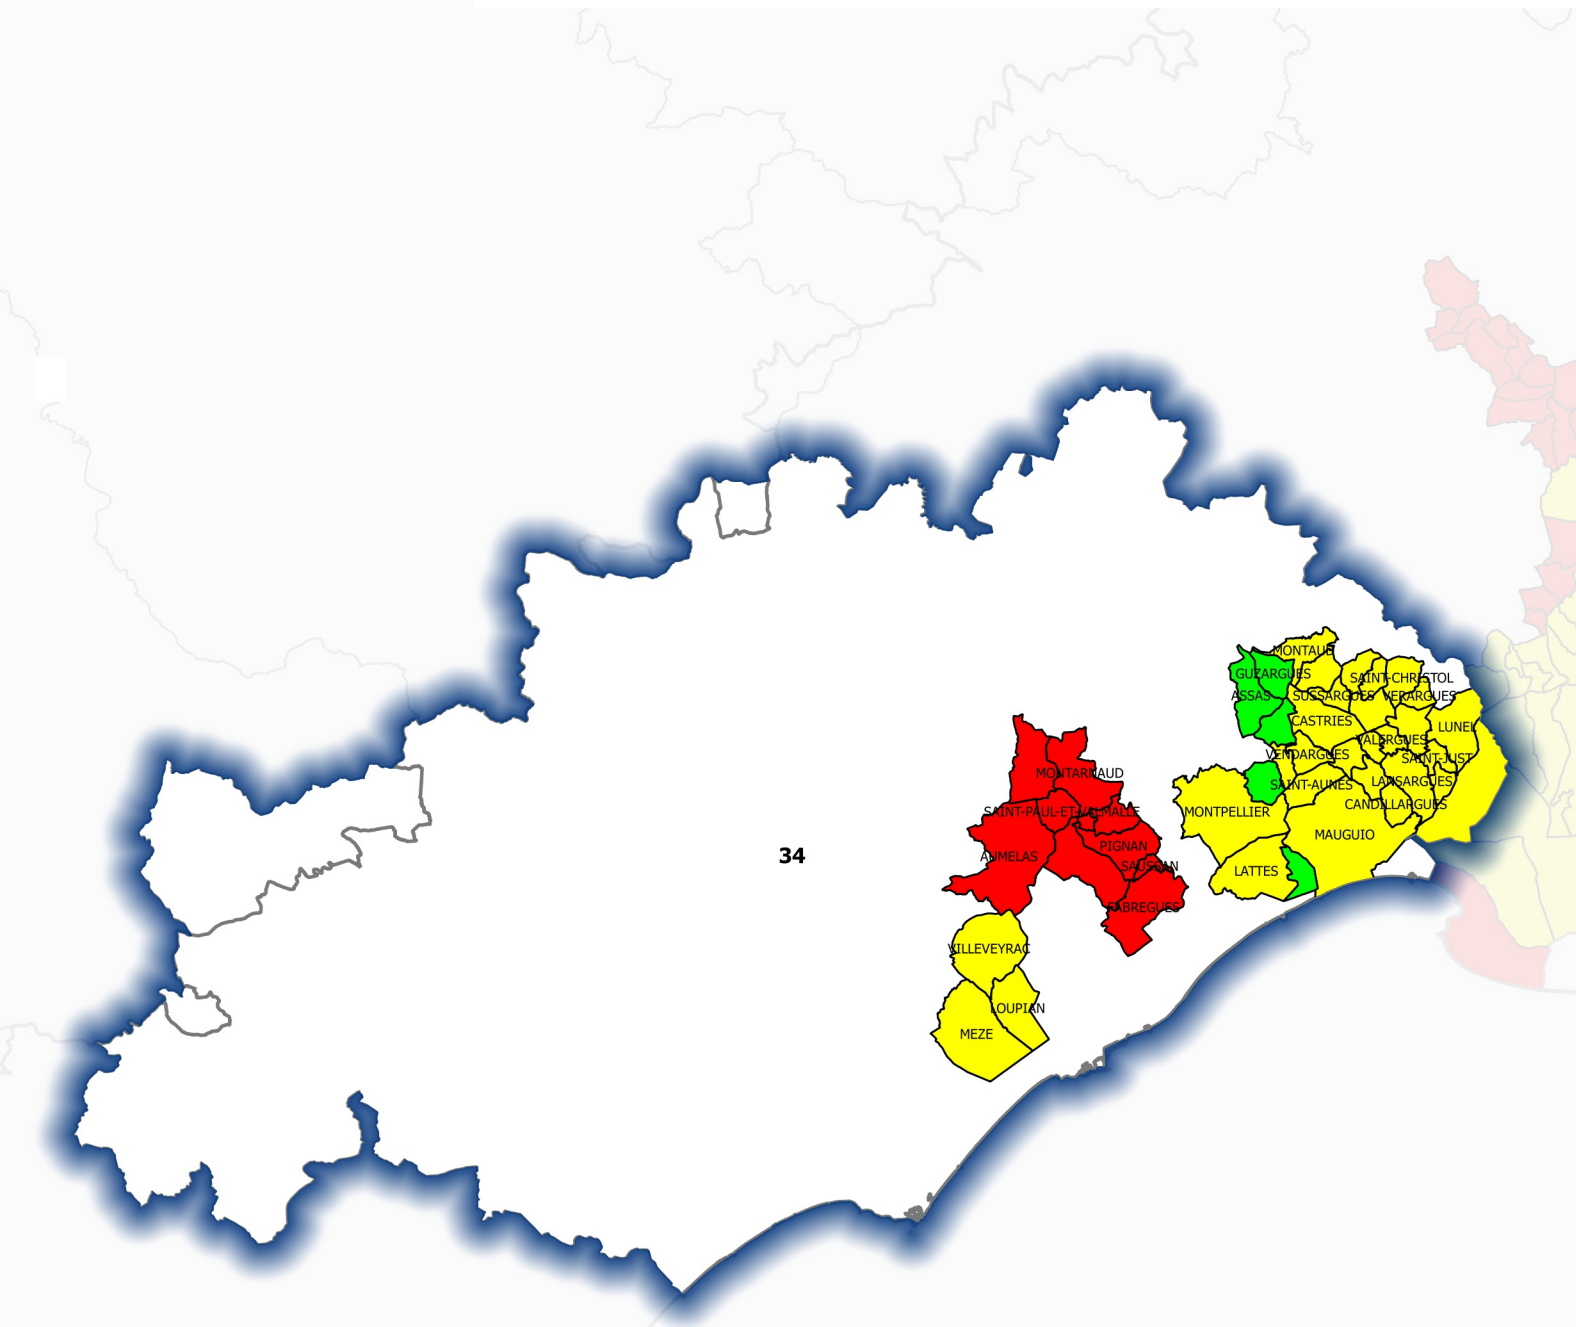 MONTAUD
GUZARGUES
SAINT-CHRISTOL
ASSAS
SUSSARGUES
VERARGUES
CASTRIES
LUNEL
VALERGUES
VENDARGUES
SAINT-JUST
MONTARNAUD
SAINT-AUNES
LANSARGUES
CANDILLARGUES
SAINT-PAUL-ET-VALMALLE
MONTPELLIER
MAUGUIO
PIGNAN
34
AUMELAS
SAUSSAN
LATTES
FABREGUES
VILLEVEYRAC
LOUPIAN
MEZE